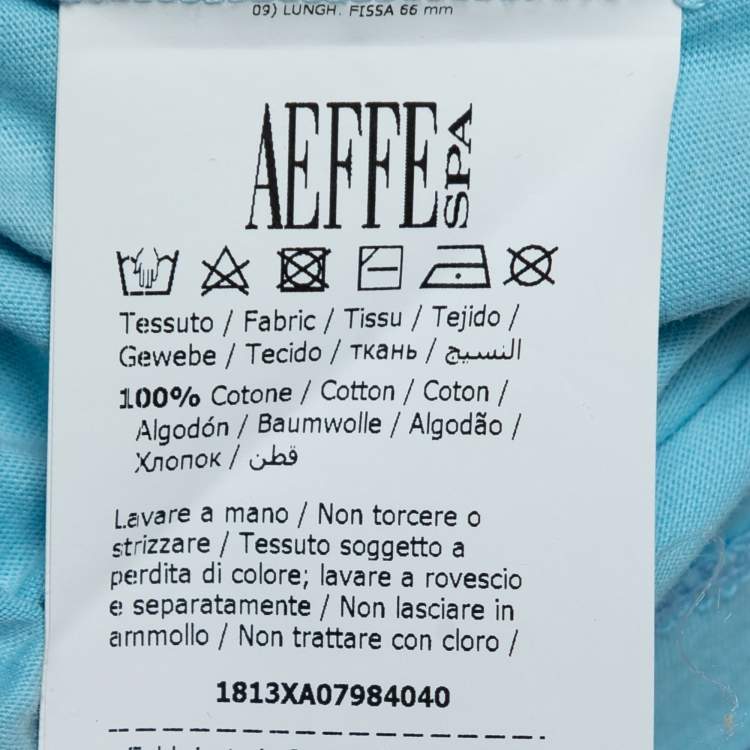 09) LUNGH. FISSA 66 mm
AEFFE SPA
Tessuto / Fabric / Tissu / Tejido /
Gewebe / Tecido / ткань / النسيج
100% Cotone / Cotton / Coton /
Algodón / Baumwolle / Algodão /
Хлопок / قطن
Lavare a mano / Non torcere o
strizzare / Tessuto soggetto a
perdita di colore; lavare a rovescio
e separatamente / Non lasciare in
ammollo / Non trattare con cloro /
1813XA07984040